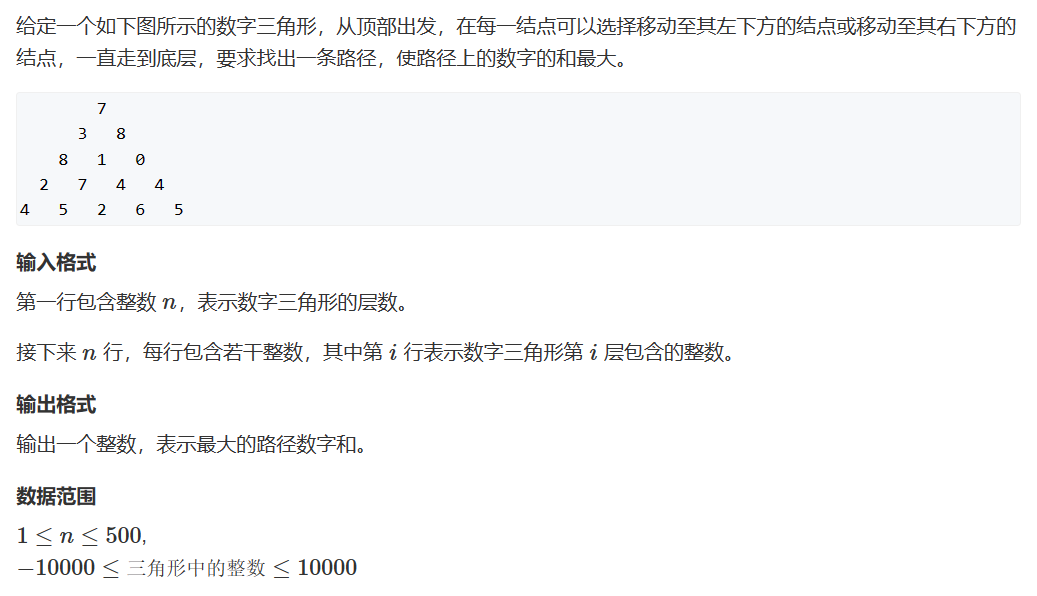 给定一个如下图所示的数字三角形，从顶部出发，在每一结点可以选择移动至其左下方的结点或移动至其右下方的
结点，一直走到底层，要求找出一条路径，使路径上的数字的和最大。
7
3 8
8 1 0
2 7 4 4
4 5 2 6 5
输入格式
第一行包含整数 n，表示数字三角形的层数。
接下来 n 行，每行包含若干整数，其中第 i 行表示数字三角形第 i 层包含的整数。
输出格式
输出一个整数，表示最大的路径数字和。
数据范围
1 ≤ n ≤ 500,
−10000 ≤ 三角形中的整数 ≤ 10000